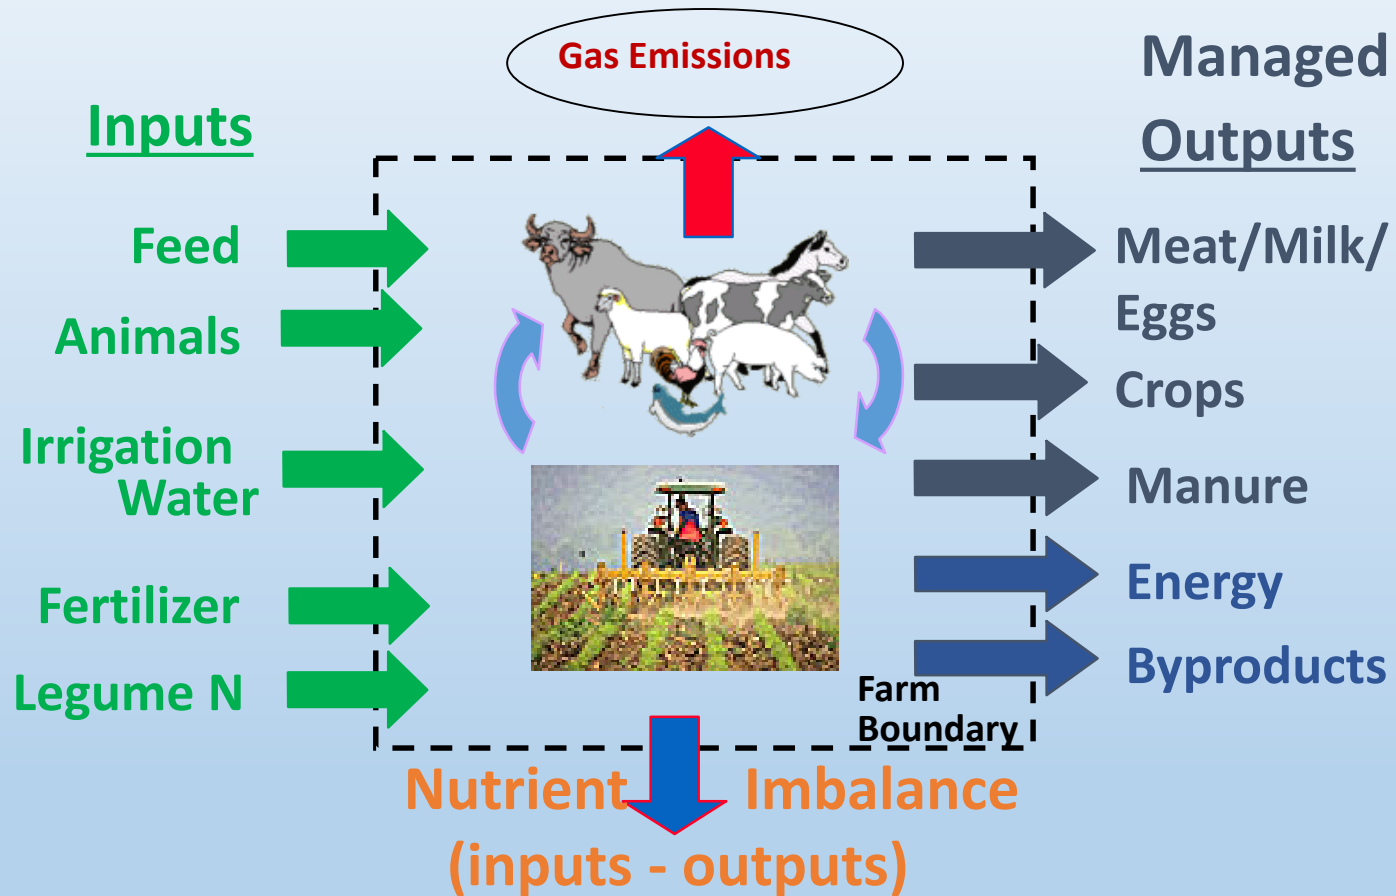 Gas Emissions
Managed
Outputs
Inputs
Feed
Animals
Irrigation
Water
Fertilizer
Legume N
Meat/Milk/
Eggs
Crops
Manure
Energy
Byproducts
Farm
Boundary
Nutrient Imbalance
(inputs - outputs)